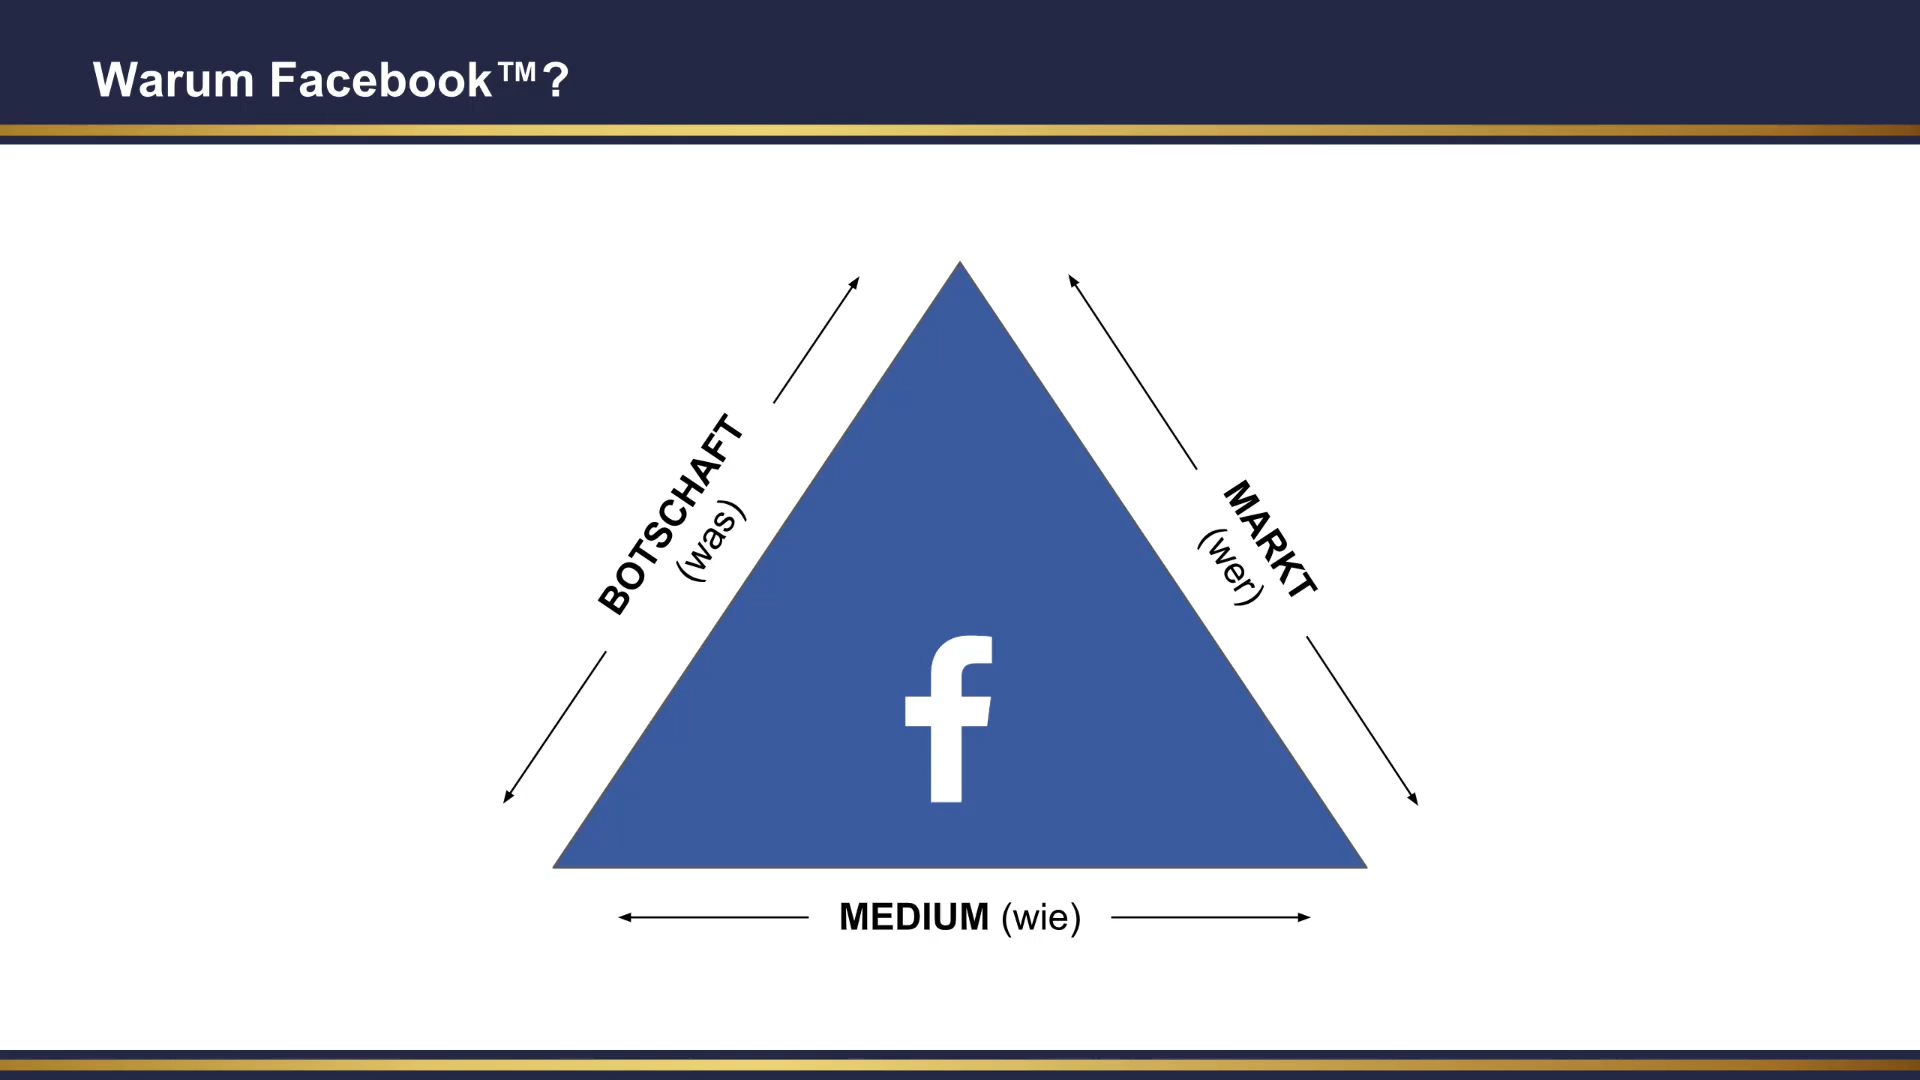 Warum Facebook™?
BOTSCHAFT
(was)
MARKT
(wer)
f
MEDIUM (wie)